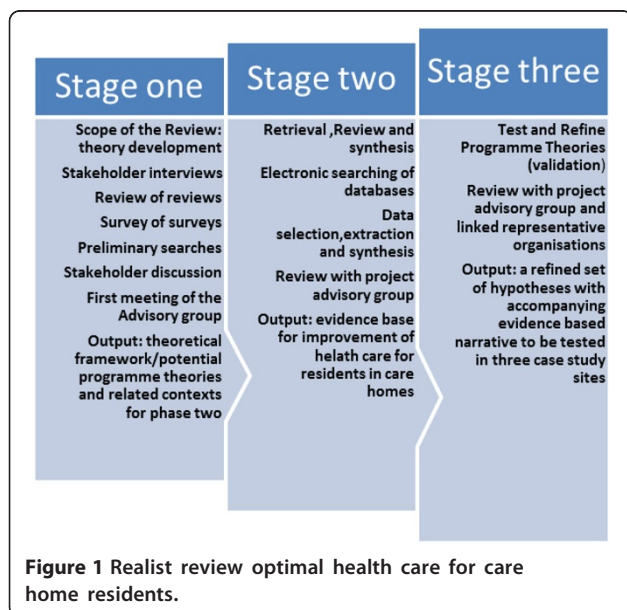 Stage one
Scope of the Review:
theory development
Stakeholder interviews
Review of reviews
Survey of surveys
Preliminary searches
Stakeholder discussion
First meeting of the
Advisory group
Output: theoretical
framework/potential
programme theories
and related contexts
for phase two
Stage two
Retrieval ,Review and
synthesis
Electronic searching of
databases
Data
selection,extraction
and synthesis
Review with project
advisory group
Output: evidence base
for improvement of
helath care for
residents in care
homes
Stage three
Test and Refine
Programme Theories
(validation)
Review with project
advisory group and
linked representative
organisations
Output: a refined set
of hypotheses with
accompanying
evidence based
narrative to be tested
in three case study
sites
Figure 1 Realist review optimal health care for care
home residents.